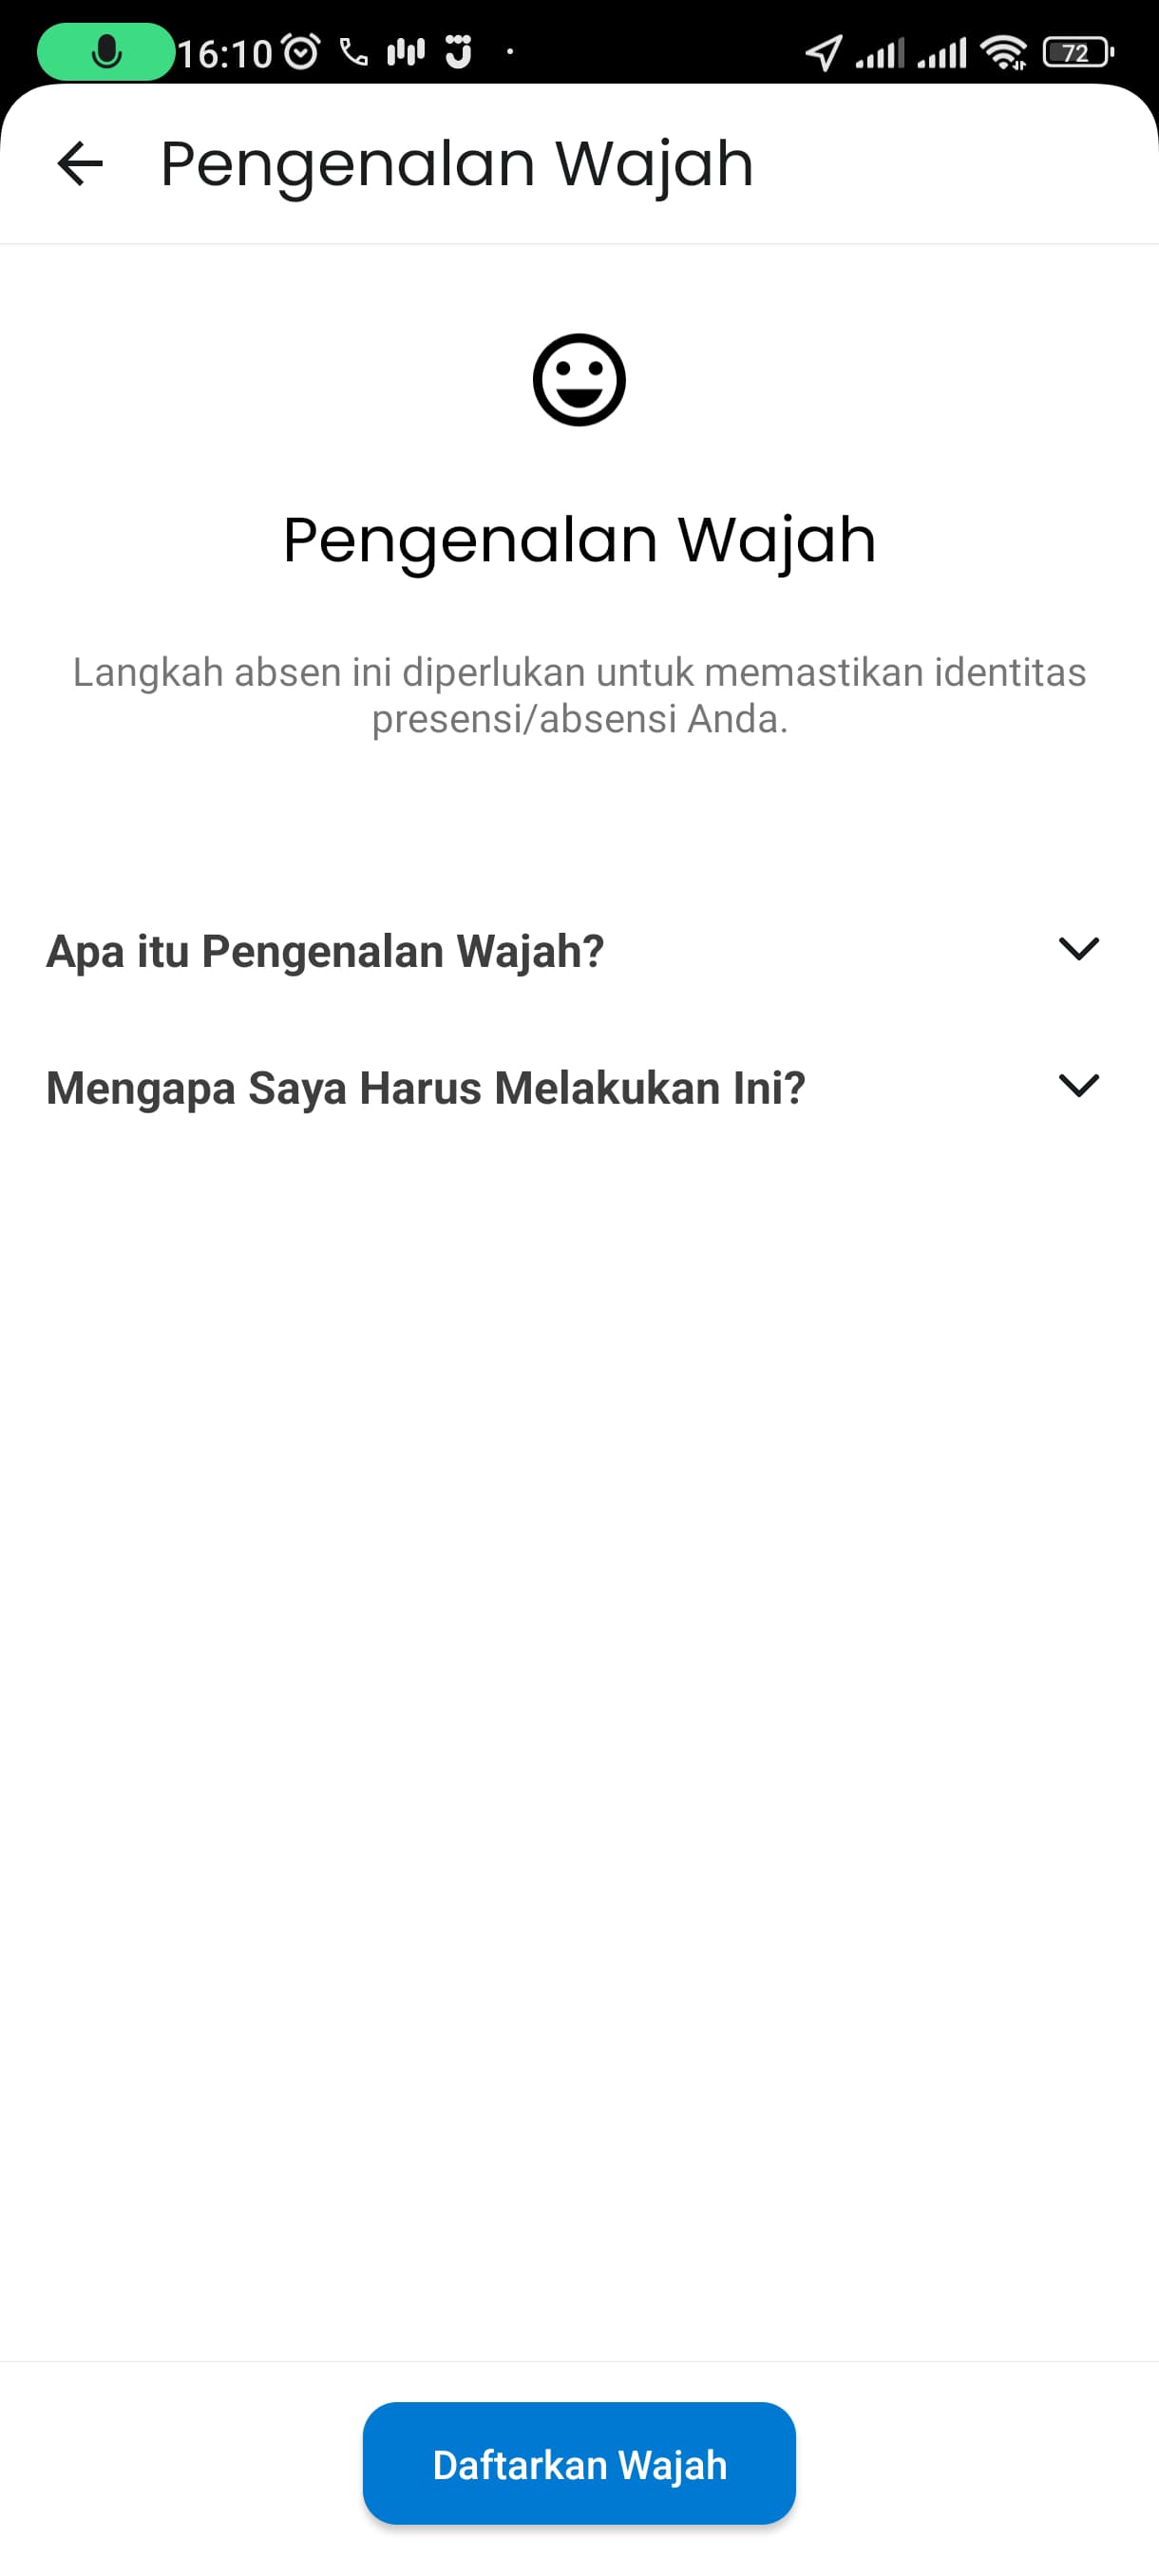 16:10
72
Pengenalan Wajah
Pengenalan Wajah
Langkah absen ini diperlukan untuk memastikan identitas
presensi/absensi Anda.
Apa itu Pengenalan Wajah?
Mengapa Saya Harus Melakukan Ini?
Daftarkan Wajah